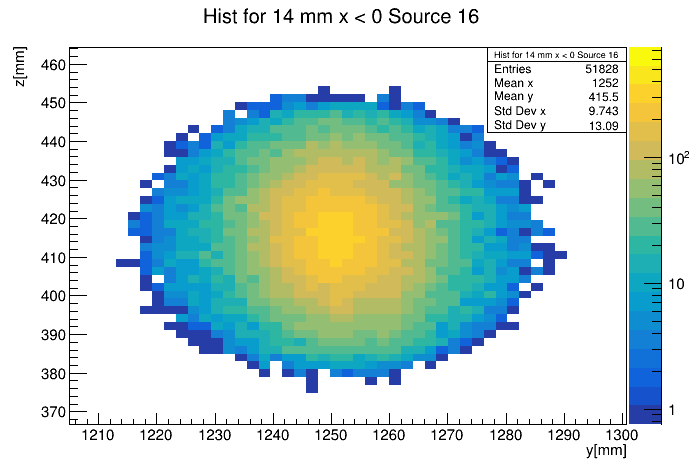 Hist for 14 mm x < 0 Source 16
z[mm]
460
450
440
430
420
410
400
390
380
370
Hist for 14 mm x < 0 Source 16
Entries 51828
Mean x 1252
Mean y 415.5
Std Dev x 9.743
Std Dev y 13.09
10²
10
1
1210 1220 1230 1240 1250 1260 1270 1280 1290 1300
y[mm]